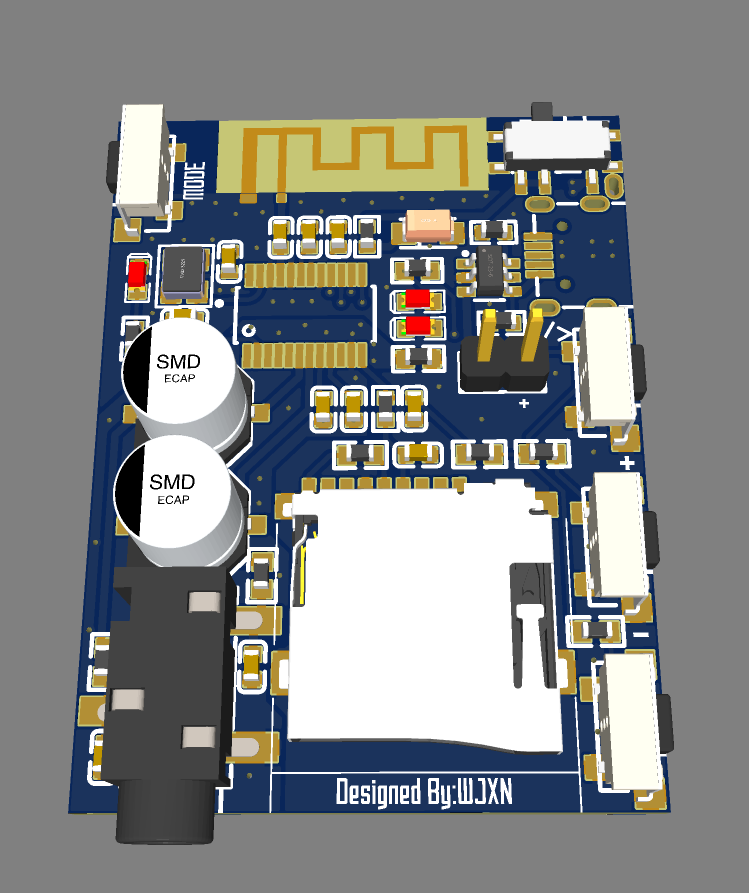 MODE
SMD
ECAP
+
+
SMD
ECAP
-
Designed By:WJXN